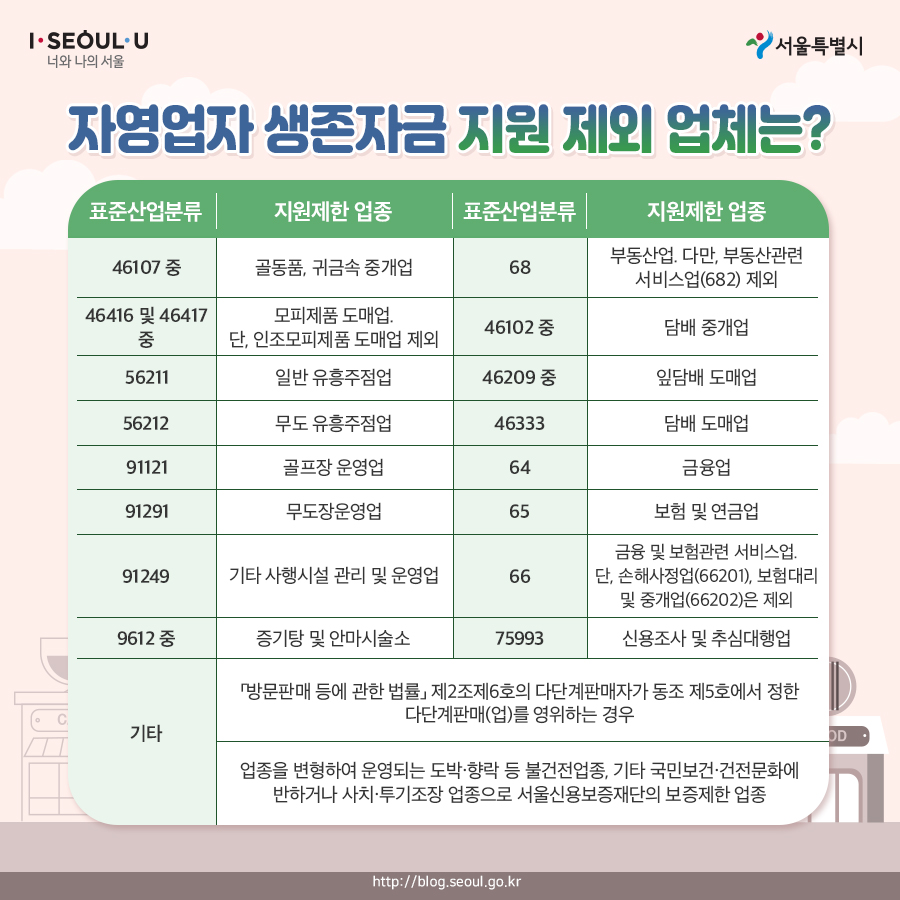 I·SEOUL·U
너와 나의 서울
서울특별시
자영업자 생존자금 지원 제외 업체는?
표준산업분류 지원제한 업종 표준산업분류 지원제한 업종
46107 중
골동품, 귀금속 중개업
68
부동산업. 다만, 부동산관련
서비스업(682) 제외
46416 및 46417
중
모피제품 도매업.
단, 인조모피제품 도매업 제외
46102 중
담배 중개업
56211
일반 유흥주점업
46209 중
잎담배 도매업
56212
무도 유흥주점업
46333
담배 도매업
91121
골프장 운영업
64
금융업
91291
무도장운영업
65
보험 및 연금업
91249
기타 사행시설 관리 및 운영업
66
금융 및 보험관련 서비스업.
단, 손해사정업(66201), 보험대리
및 중개업(66202)은 제외
9612 중
증기탕 및 안마시술소
75993
신용조사 및 추심대행업
기타
「방문판매 등에 관한 법률」 제2조제6호의 다단계판매자가 동조 제5호에서 정한
다단계판매(업)를 영위하는 경우
업종을 변형하여 운영되는 도박·향락 등 불건전업종, 기타 국민보건·건전문화에
반하거나 사치·투기조장 업종으로 서울신용보증재단의 보증제한 업종
http://blog.seoul.go.kr